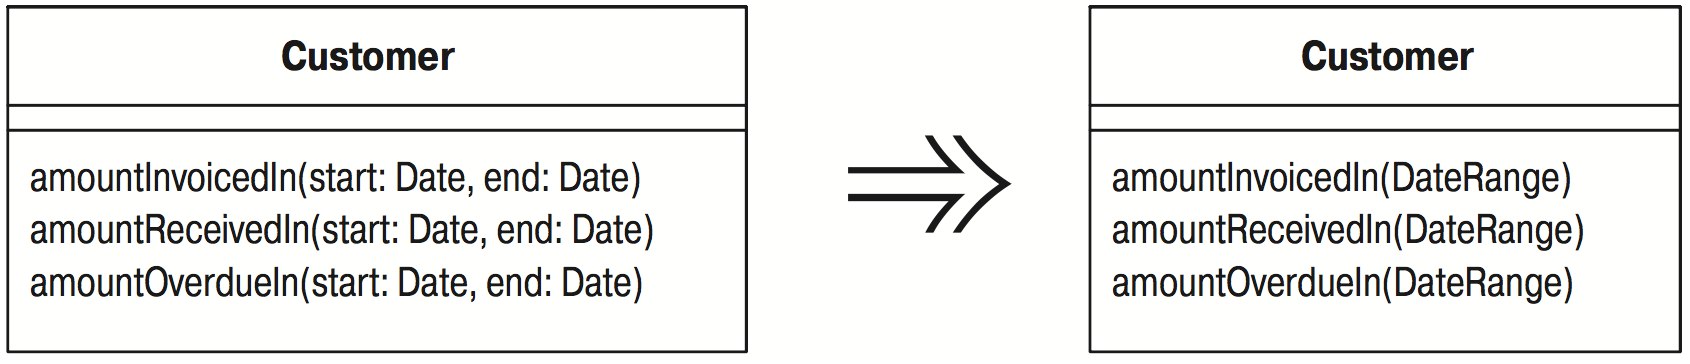 Customer
amountInvoicedIn(start: Date, end: Date)
amountReceivedIn(start: Date, end: Date)
amountOverdueIn(start: Date, end: Date)
Customer
amountInvoicedIn(DateRange)
amountReceivedIn(DateRange)
amountOverdueIn(DateRange)